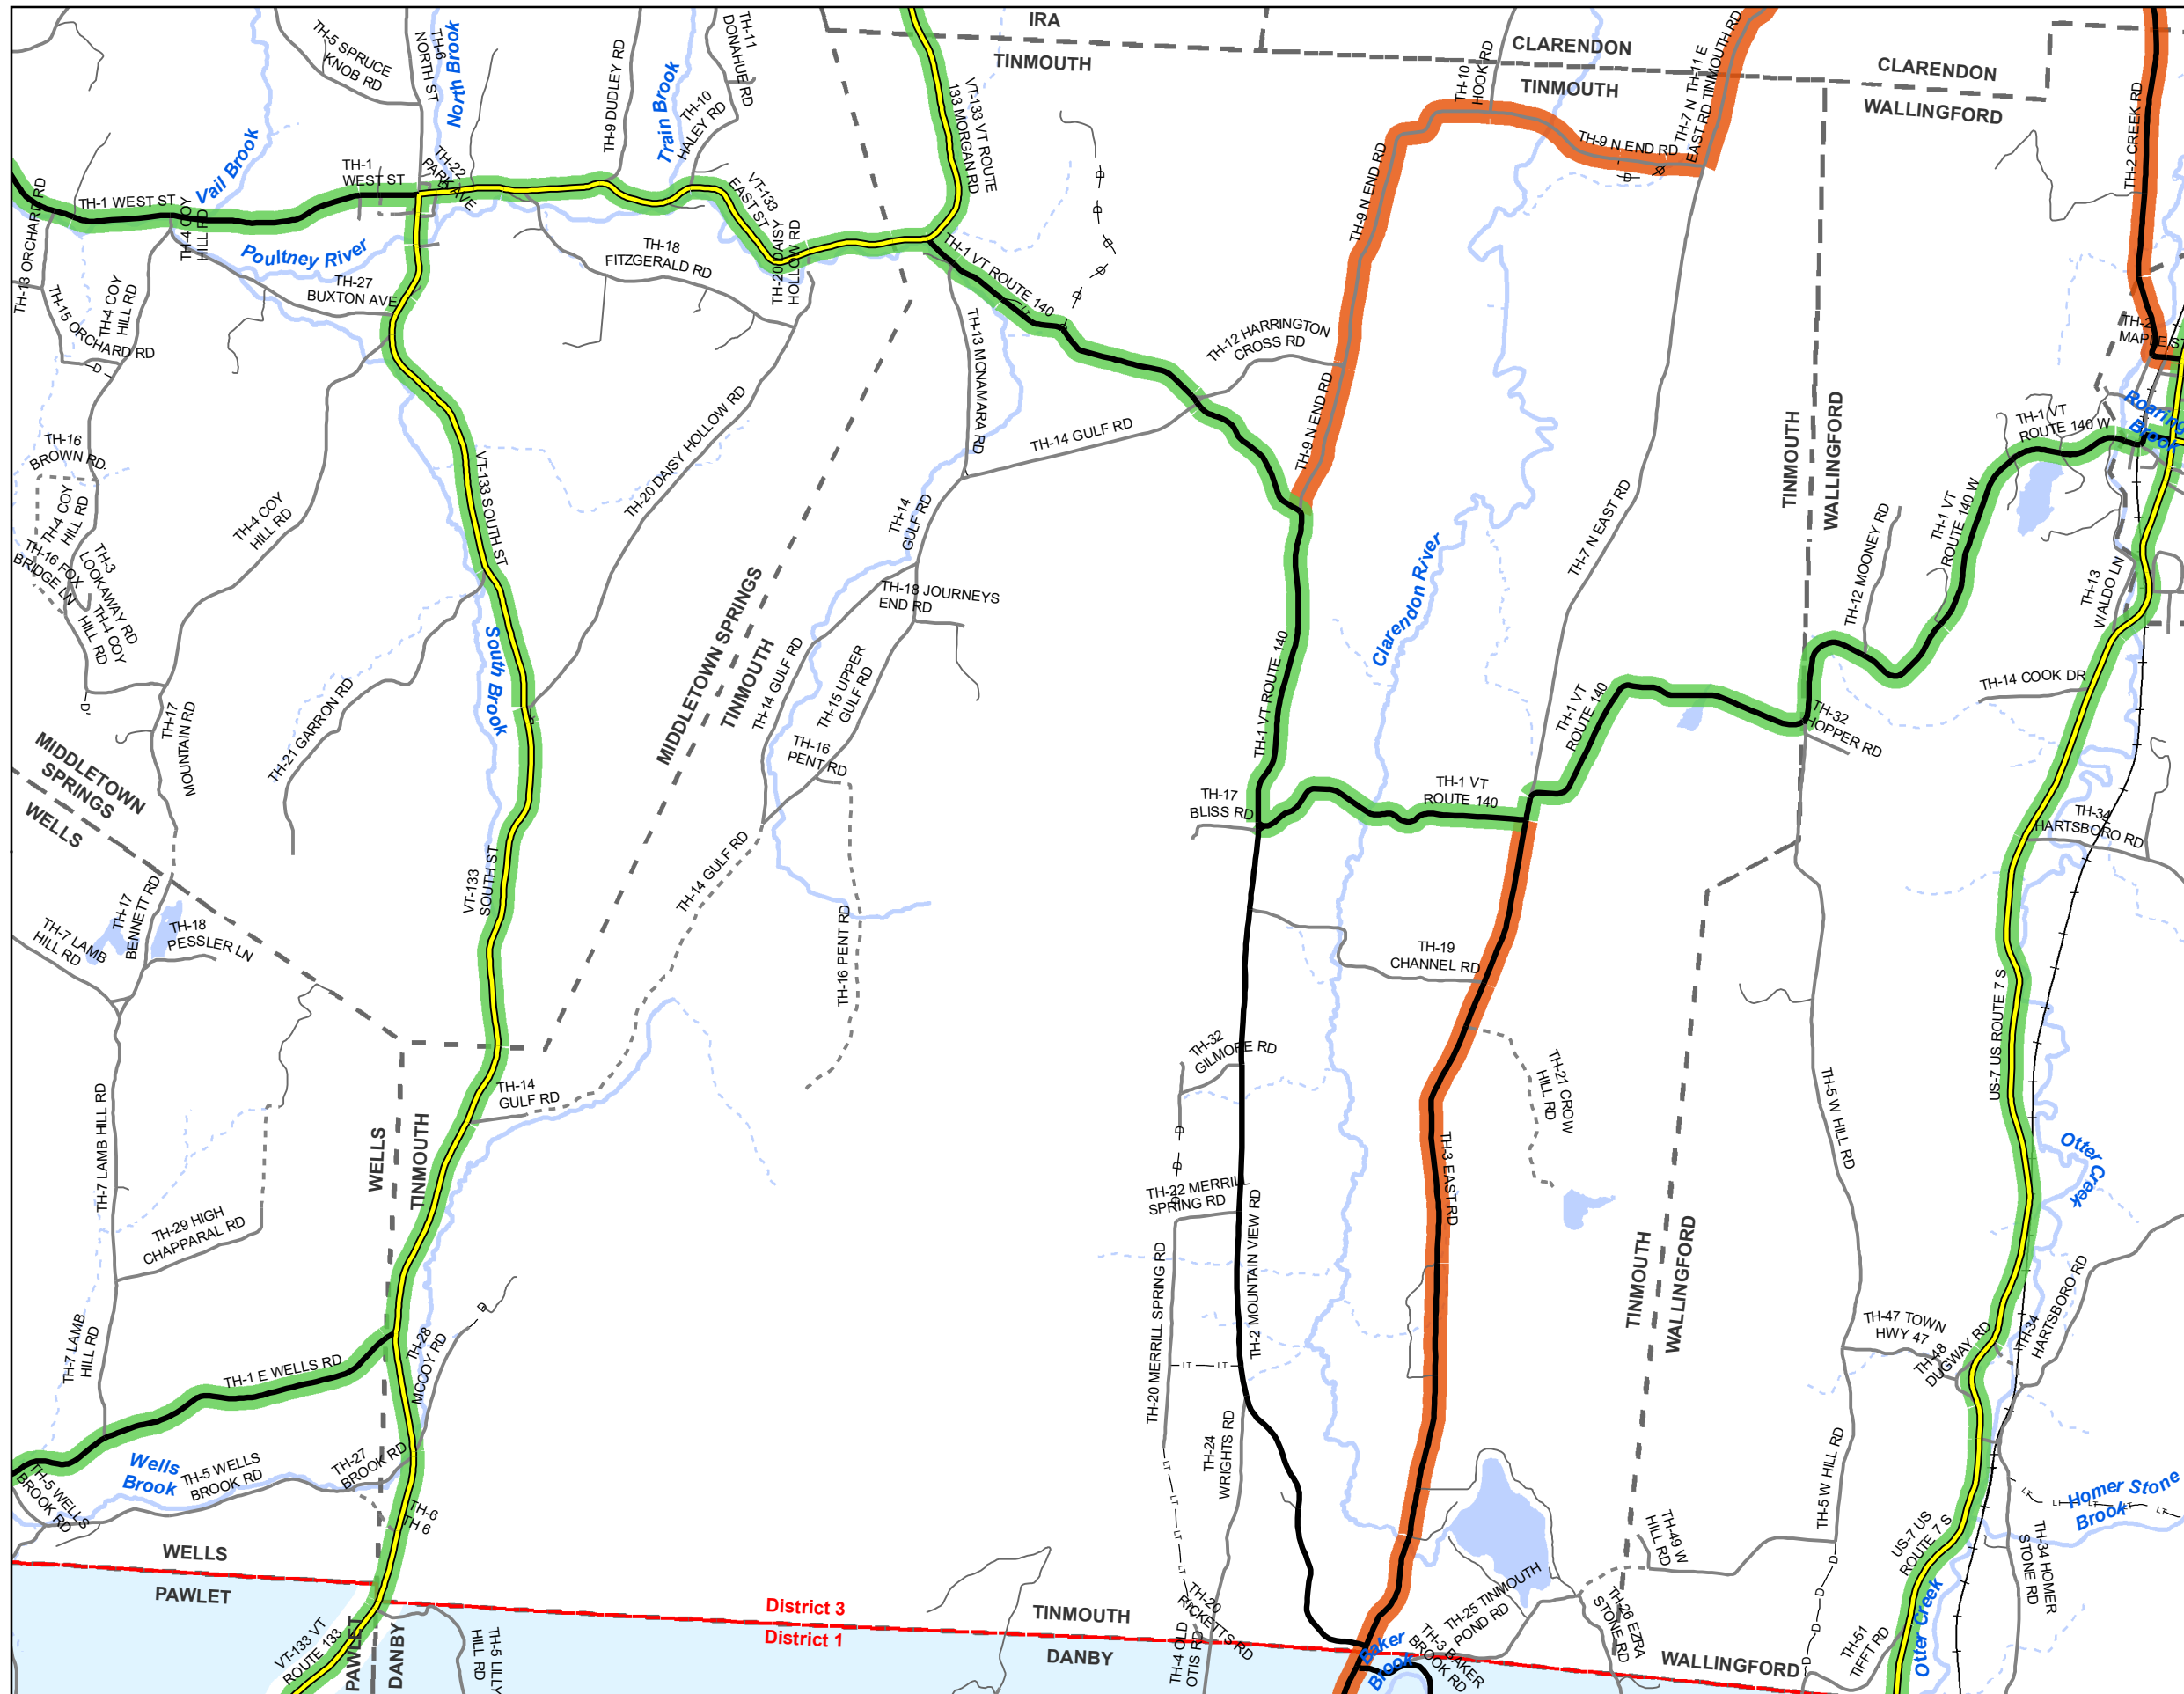 IRA
TINMOUTH
CLARENDON
TINMOUTH
CLARENDON
WALLINGFORD
TH-5 SPRUCE
KNOB RD
TH-6
NORTH ST
North Brook
TH-9 DUDLEY RD
Train Brook
TH-11
DONAHUE RD
TH-10
HALEY RD
VT-133 VT ROUTE
133 MORGAN RD
TH-10
HOOK RD
TH-7 N TH-11 E
EAST RD TINMOUTH RD
TH-9 N END RD
TH-2 CREEK RD
Vail Brook
TH-1
WEST ST
TH-22
PARK AVE
TH-1 WEST ST
TH-13 ORCHARD RD
TH-4 COY
HILL RD
Poultney River
TH-27
BUXTON AVE
TH-18
FITZGERALD RD
VT-133
EAST ST
TH-20 DAISY
HOLLOW RD
TH-1 VT ROUTE 140
TH-9 N END RD
TH-15 ORCHARD RD
TH-4 COY
HILL RD
TH-13 MCNAMARA RD
TH-12 HARRINGTON
CROSS RD
TH-2
MAPLE ST
TH-9 N END RD
TH-14 GULF RD
TH-20 DAISY HOLLOW RD
TH-16
BROWN RD
TH-4 COY
HILL RD
TH-16 FOX
BRIDGE LN
TH-3
LOOKAWAY RD
TH-4 COY
HILL RD
TH-4 COY
HILL RD
VT-133 SOUTH ST
TH-14
GULF RD
TH-18 JOURNEYS
END RD
Clarendon River
TH-7 N EAST RD
TINMOUTH
WALLINGFORD
TH-12 MOONEY RD
TH-1 VT
ROUTE 140 W
TH-1 VT
ROUTE 140 W
Roaring
Brook
TH-13
WALDO LN
TH-14 COOK DR
South Brook
MIDDLETOWN SPRINGS
TINMOUTH
TH-14 GULF RD
TH-15 UPPER
GULF RD
TH-16
PENT RD
TH-1 VT ROUTE 140
TH-1 VT
ROUTE 140
TH-32
HOPPER RD
TH-21 GARRON RD
TH-17
MOUNTAIN RD
MIDDLETOWN
SPRINGS
WELLS
TH-17
BLISS RD
TH-1 VT
ROUTE 140
TH-34
HARTSBORO RD
VT-133
SOUTH ST
TH-14 GULF RD
TH-16 PENT RD
TH-17
BENNETT RD
TH-18
PESSLER LN
TH-7 LAMB
HILL RD
TH-19
CHANNEL RD
US-7 US ROUTE 7 S
TH-32
GILMORE RD
TH-21 CROW
HILL RD
TH-14
GULF RD
TH-7 LAMB HILL RD
WELLS
TINMOUTH
TH-5 W HILL RD
TH-3 EAST RD
Otter
Creek
TH-22 MERRILL
SPRING RD
TH-2 MOUNTAIN VIEW RD
TH-29 HIGH
CHAPPARAL RD
TH-20 MERRILL SPRING RD
TINMOUTH
WALLINGFORD
TH-34
HARTSBORO RD
TH-47 TOWN
HWY 47
TH-48
DUGWAY RD
TH-7 LAMB
HILL RD
TH-1 E WELLS RD
TH-28
MCCOY RD
TH-24
WRIGHTS RD
TH-5 W HILL RD
Wells
Brook
TH-5 WELLS
BROOK RD
TH-27
BROOK RD
TH-5 WELLS
BROOK RD
TH-6
TH 6
Homer Stone
Brook
TH-34 HOMER
STONE RD
US-7 US
ROUTE 7 S
TH-49 W
HILL RD
WELLS
PAWLET
District 3
District 1
TINMOUTH
DANBY
TH-20
RICKETTS RD
TH-4 OLD
OTIS RD
TH-25 TINMOUTH
POND RD
TH-3 BAKER
BROOK RD
Baker
Brook
TH-26 EZRA
STONE RD
WALLINGFORD
TH-51
TIFFT RD
Otter Creek
VT-133 VT
ROUTE 133
PAWLET
DANBY
TH-5 LILLY
HILL RD